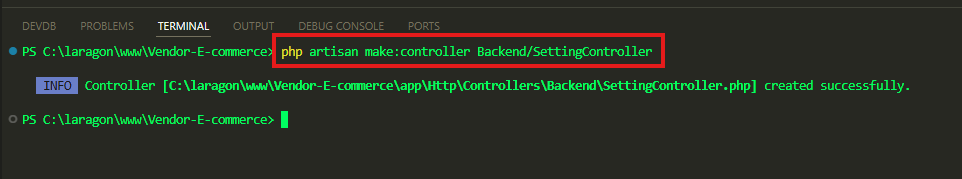 DEVDB PROBLEMS TERMINAL OUTPUT DEBUG CONSOLE PORTS
PS C:\laragon\www\Vendor-E-commerce> php artisan make:controller Backend/SettingController
INFO Controller [C:\laragon\www\Vendor-E-commerce\app\Http\Controllers\Backend\SettingController.php] created successfully.
PS C:\laragon\www\Vendor-E-commerce>